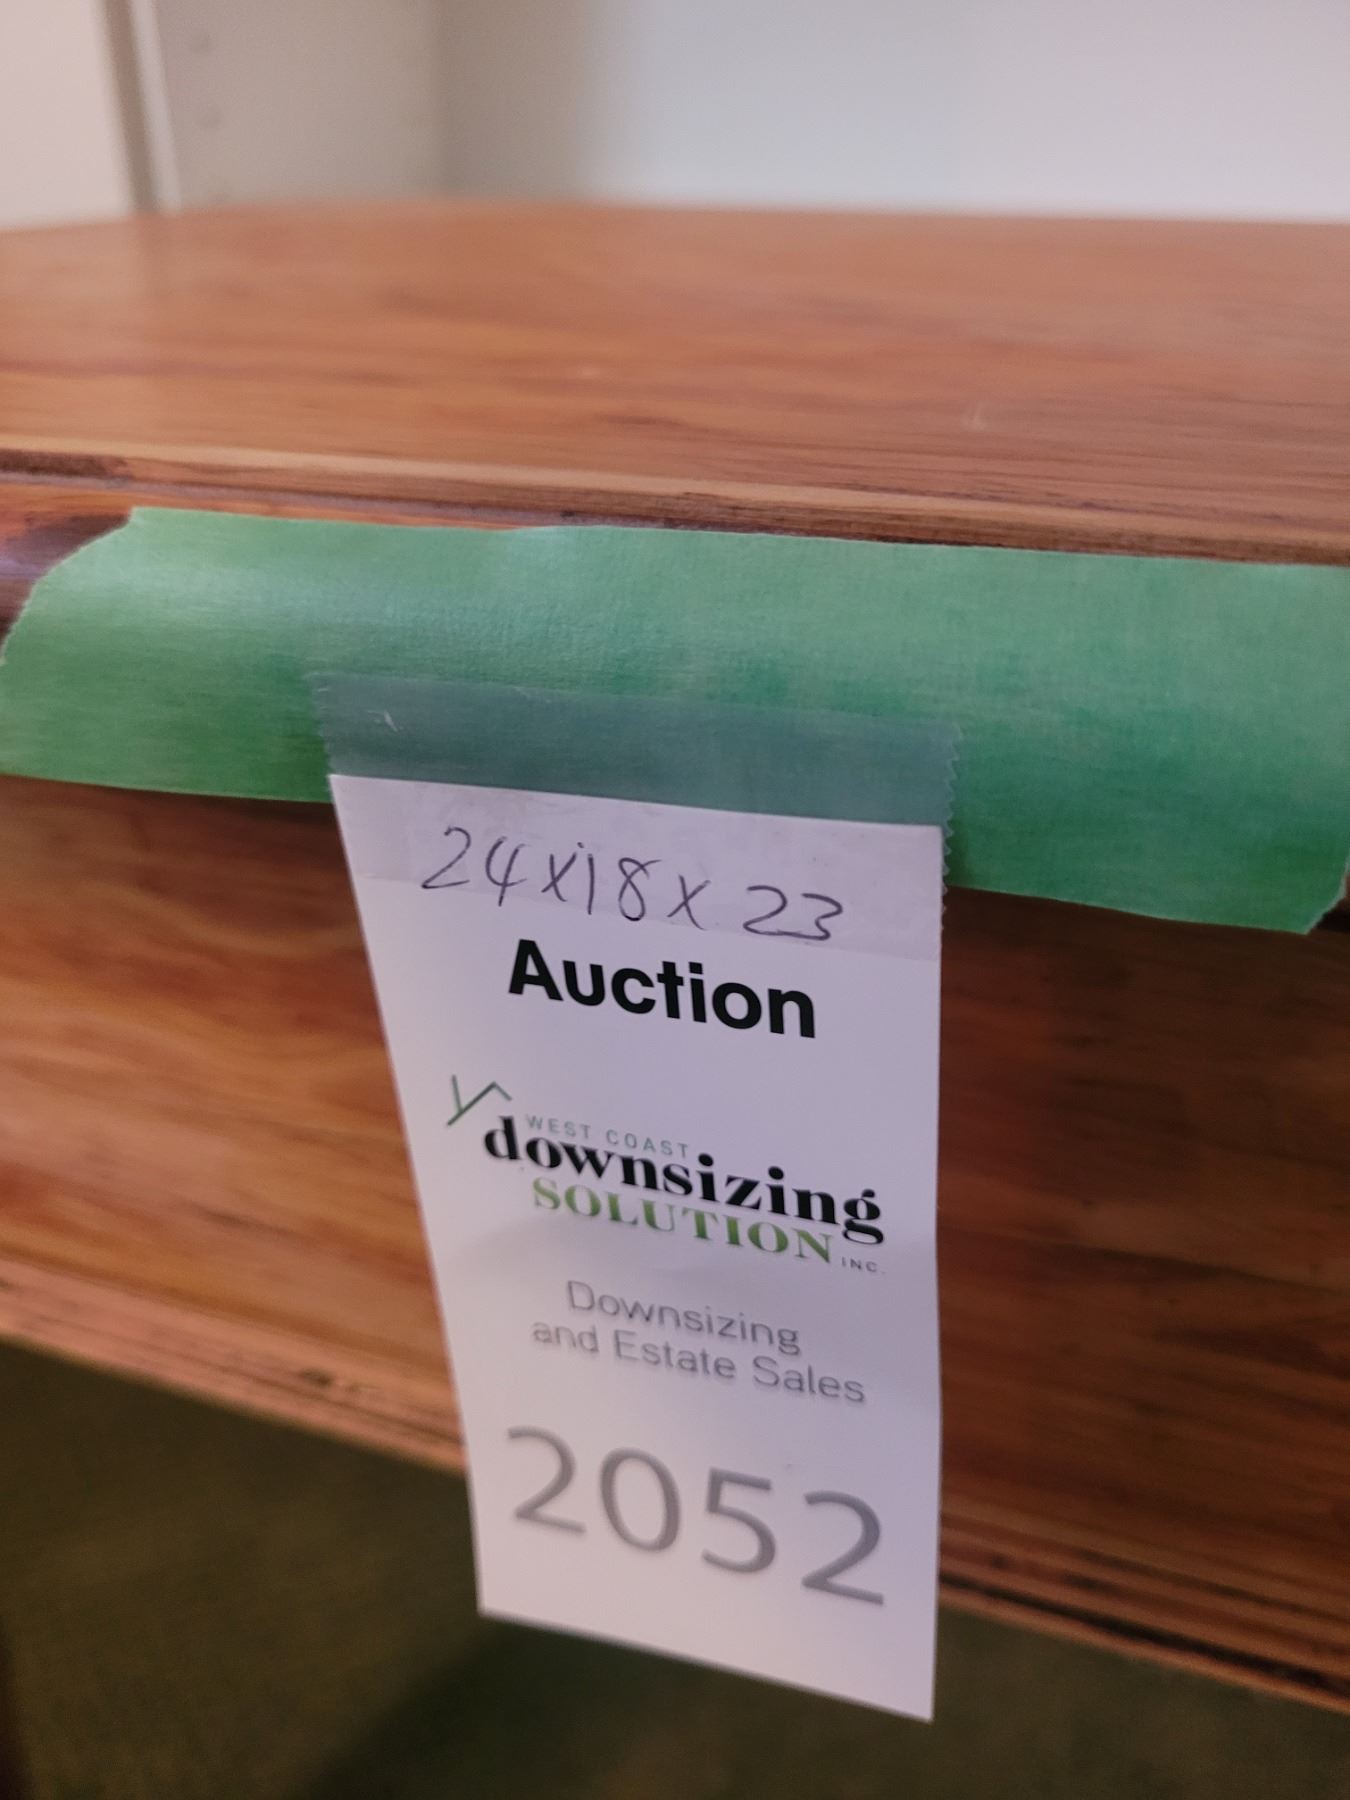 24x18x23
Auction
WEST COAST
downsizing
SOLUTION INC.
Downsizing
and Estate Sales
2052